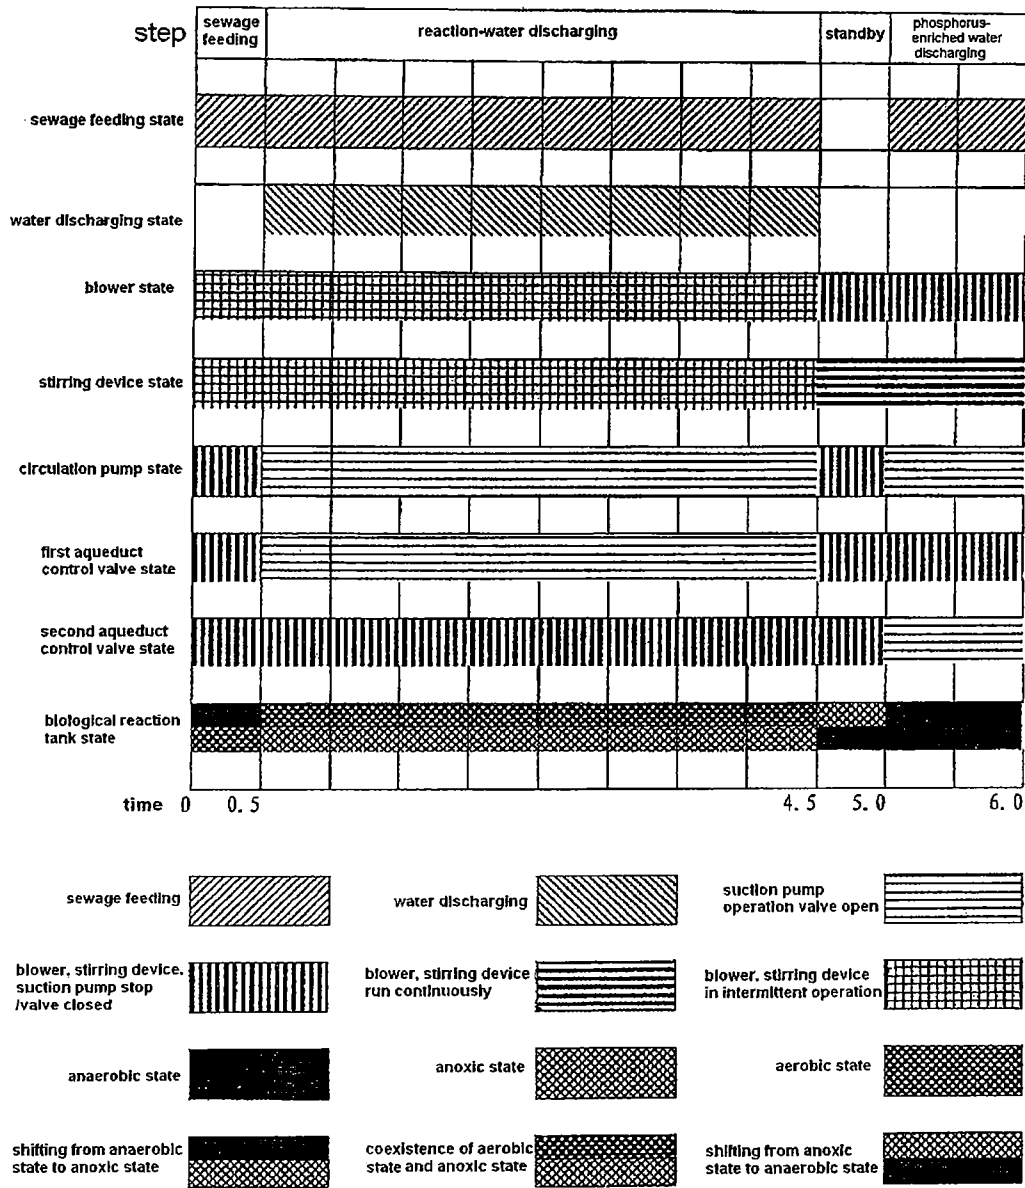 step
sewage
feeding
reaction-water discharging
standby
phosphorus-
enriched water
discharging
sewage feeding state
water discharging state
blower state
stirring device state
circulation pump state
first aqueduct
control valve state
second aqueduct
control valve state
biological reaction
tank state
time 0 0.5 4.5 5.0 6.0
sewage feeding
water discharging
suction pump
operation valve open
blower, stirring device,
suction pump stop
/valve closed
blower, stirring device
run continuously
blower, stirring device
in intermittent operation
anaerobic state
anoxic state
aerobic state
shifting from anaerobic
state to anoxic state
coexistence of aerobic
state and anoxic state
shifting from anoxic
state to anaerobic state